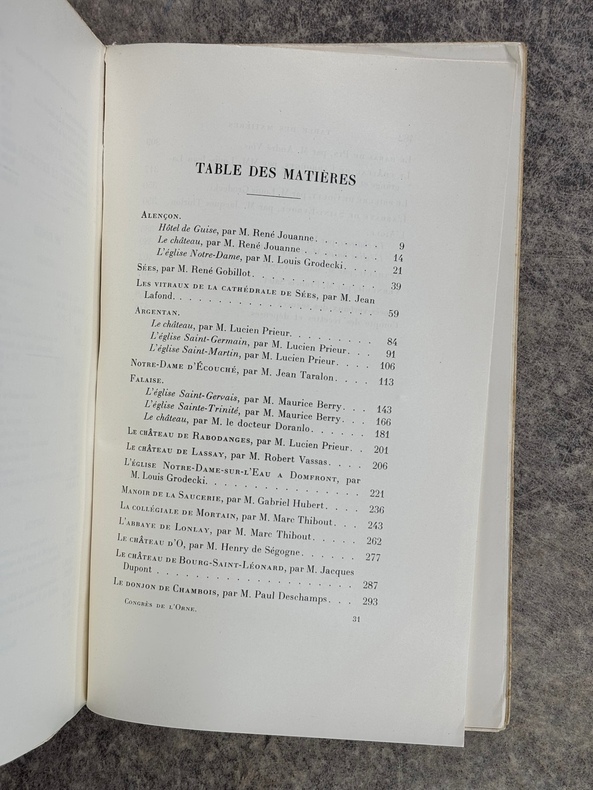 TABLE DES MATIÈRES
ALENÇON.
Hôtel de Guise, par M. René Jouanne. . . . . . . 9
Le château, par M. René Jouanne . . . . . . . . 14
L'église Notre-Dame, par M. Louis Grodecki. . . . . 21
SÉES, par M. René Gobillot. . . . . . . . . . . 39
LES VITRAUX DE LA CATHÉDRALE DE SÉES, par M. Jean
Lafond. . . . . . . . . . . . . . . . . . . 59
ARGENTAN.
Le château, par M. Lucien Prieur. . . . . . . . 84
L'église Saint-Germain, par M. Lucien Prieur. . . . 91
L'église Saint-Martin, par M. Lucien Prieur. . . . . 106
NOTRE-DAME D'ÉCOUCHÉ, par M. Jean Taralon. . . . . 113
FALAISE.
L'église Saint-Gervais, par M. Maurice Berry. . . . 143
L'église Sainte-Trinité, par M. Maurice Berry. . . . 166
Le château, par M. le docteur Doranlo. . . . . . 181
LE CHÂTEAU DE RABODANGES, par M. Lucien Prieur. . . 201
LE CHÂTEAU DE LASSAY, par M. Robert Vassas. . . . 206
L'ÉGLISE NOTRE-DAME-SUR-L'EAU A DOMFRONT, par
M. Louis Grodecki. . . . . . . . . . . . . . 221
MANOIR DE LA SAUCERIE, par M. Gabriel Hubert. . . . 236
LA COLLÉGIALE DE MORTAIN, par M. Marc Thibout. . . 243
L'ABBAYE DE LONLAY, par M. Marc Thibout. . . . . 262
LE CHÂTEAU D'O, par M. Henry de Ségogne. . . . . . 277
LE CHÂTEAU DE BOURG-SAINT-LÉONARD, par M. Jacques
Dupont . . . . . . . . . . . . . . . . . . . 287
LE DONJON DE CHAMBOIS, par M. Paul Deschamps. . . 293
CONGRÈS DE L'ORNE. 31